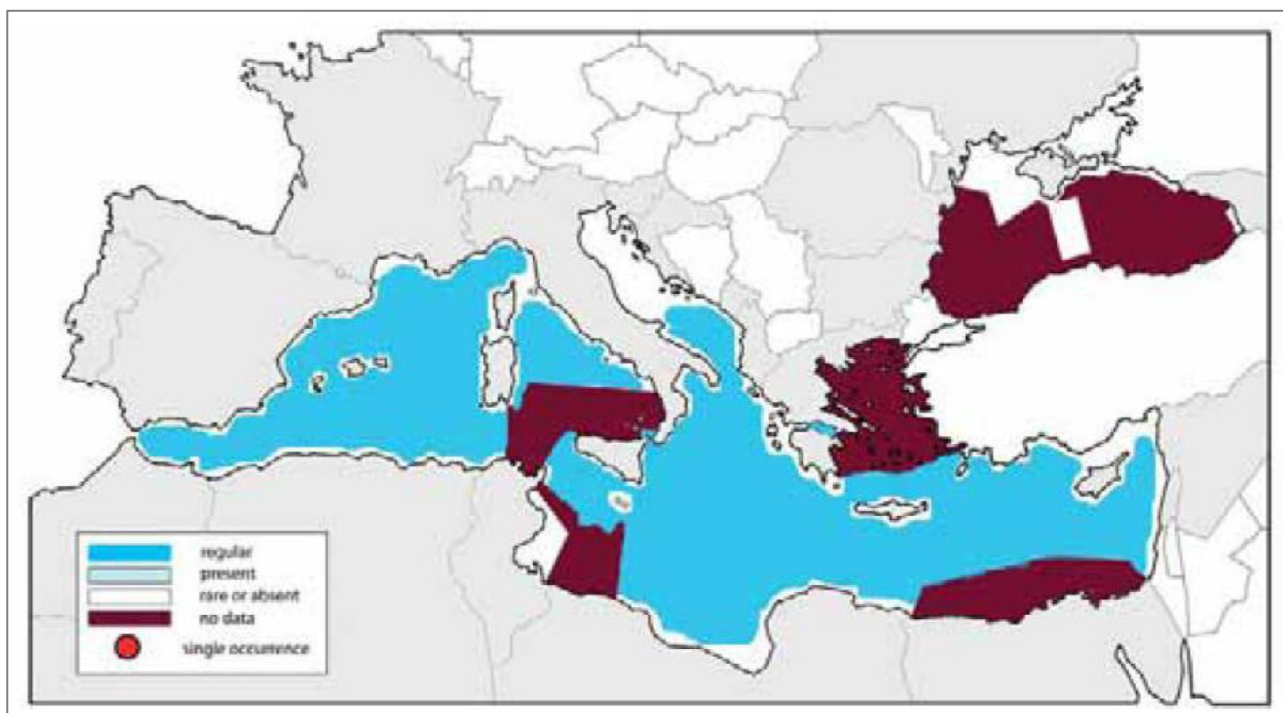 regular
present
rare or absent
no data
single occurrence